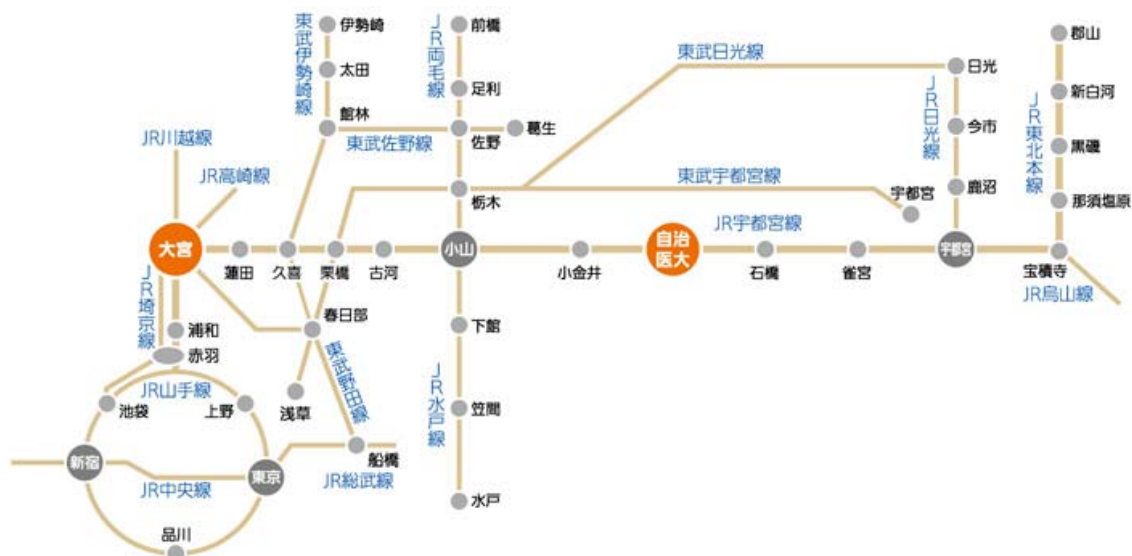 東武伊勢崎線
伊勢崎
太田
館林
JR両毛線
前橋
足利
佐野
葛生
東武佐野線
東武日光線
日光
JR日光線
今市
鹿沼
郡山
新白河
JR東北本線
黒磯
那須塩原
JR川越線
JR高崎線
栃木
東武宇都宮線
宇都宮
JR宇都宮線
大宮
蓮田
久喜
栗橋
古河
小山
小金井
自治
医大
石橋
雀宮
宇都宮
宝積寺
JR烏山線
JR埼京線
浦和
赤羽
春日部
東武野田線
浅草
下館
JR水戸線
笠間
水戸
JR山手線
池袋
上野
新宿
東京
船橋
JR総武線
JR中央線
品川